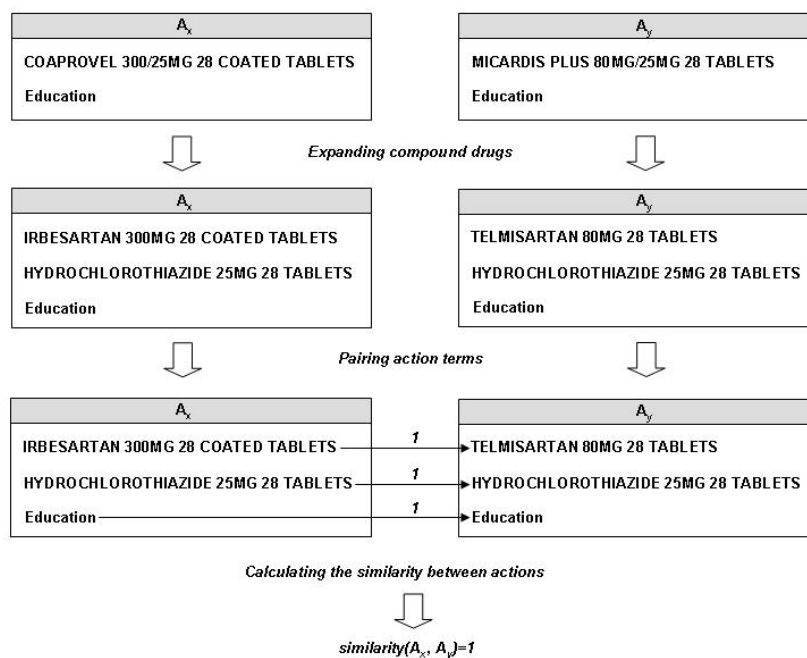 Ax
COAPROVEL 300/25MG 28 COATED TABLETS
Education
Ay
MICARDIS PLUS 80MG/25MG 28 TABLETS
Education
Expanding compound drugs
Ax
IRBESARTAN 300MG 28 COATED TABLETS
HYDROCHLOROTHIAZIDE 25MG 28 TABLETS
Education
Ay
TELMISARTAN 80MG 28 TABLETS
HYDROCHLOROTHIAZIDE 25MG 28 TABLETS
Education
Pairing action terms
Ax
IRBESARTAN 300MG 28 COATED TABLETS
HYDROCHLOROTHIAZIDE 25MG 28 TABLETS
Education
1
1
1
Ay
TELMISARTAN 80MG 28 TABLETS
HYDROCHLOROTHIAZIDE 25MG 28 TABLETS
Education
Calculating the similarity between actions
similarity(Ax, Ay)=1